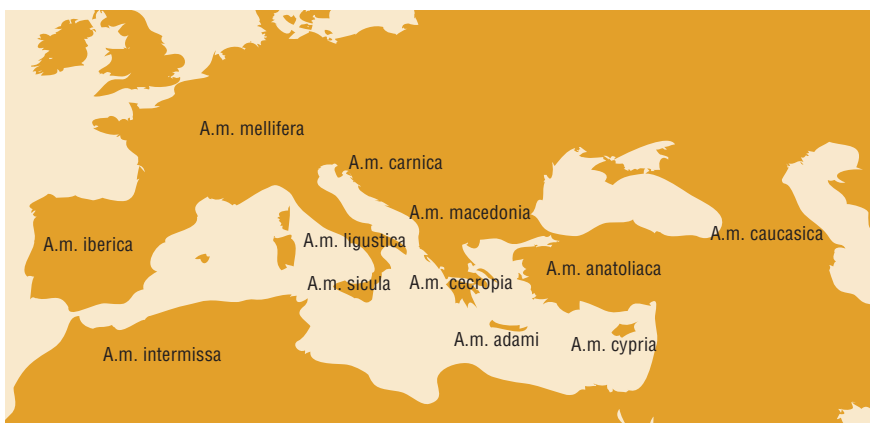 A.m. mellifera
A.m. carnica
A.m. macedonia
A.m. iberica
A.m. ligustica
A.m. caucasica
A.m. anatoliaca
A.m. sicula
A.m. cecropia
A.m. adami
A.m. cypria
A.m. intermissa